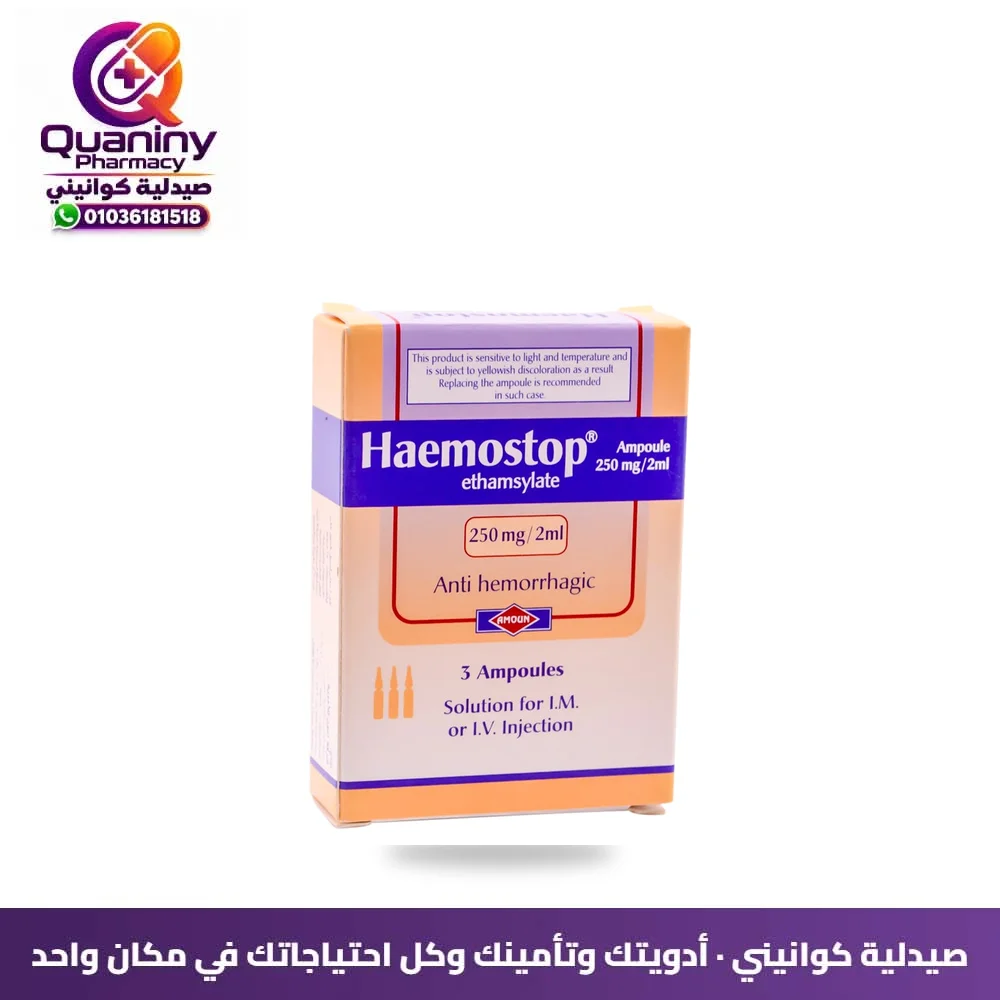 Quaniny
Pharmacy
صيدلية كوانيني
01036181518
This product is sensitive to light and temperature and
is subject to yellowish discoloration as a result
Replacing the ampoule is recommended
in such case.
Haemostop®
Ampoule
250 mg/2ml
ethamsylate
250 mg/2ml
Anti hemorrhagic
AMOUN
3 Ampoules
Solution for I.M.
or I.V. Injection
صيدلية كوانيني · أدويتك وتأمينك وكل احتياجاتك في مكان واحد